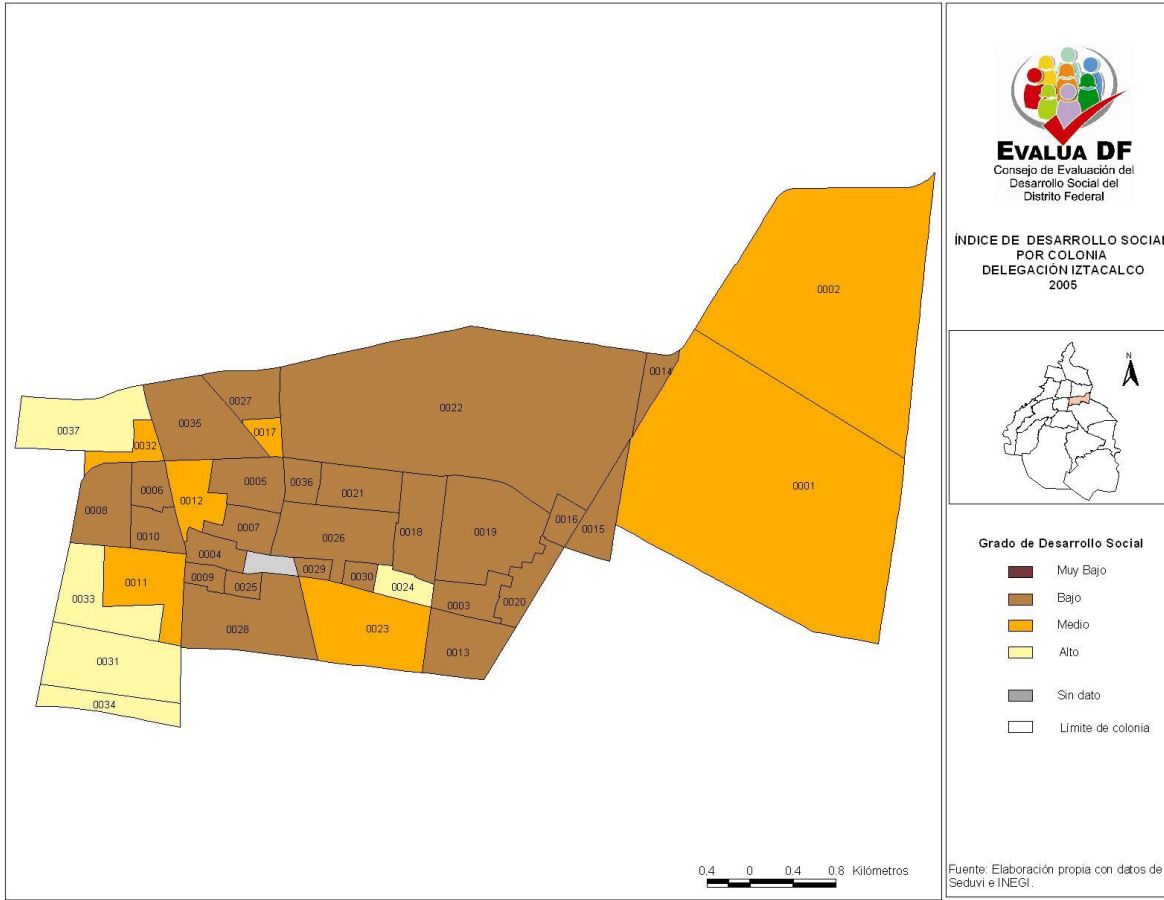 0002
0014
0027
0022
0037
0035
0017
0032
0001
0006
0005
0036
0021
0012
0008
0018
0019
0016
0015
0010
0007
0026
0004
0011
0009
0025
0029
0030
0024
0033
0003
0020
0028
0023
0013
0031
0034
0.4 0 0.4 0.8 Kilómetros
EVALUA DF
Consejo de Evaluación del
Desarrollo Social del
Distrito Federal
ÍNDICE DE DESARROLLO SOCIAL
POR COLONIA
DELEGACIÓN IZTACALCO
2005
N
Grado de Desarrollo Social
Muy Bajo
Bajo
Medio
Alto
Sin dato
Límite de colonia
Fuente: Elaboración propia con datos de
Seduvi e INEGI.